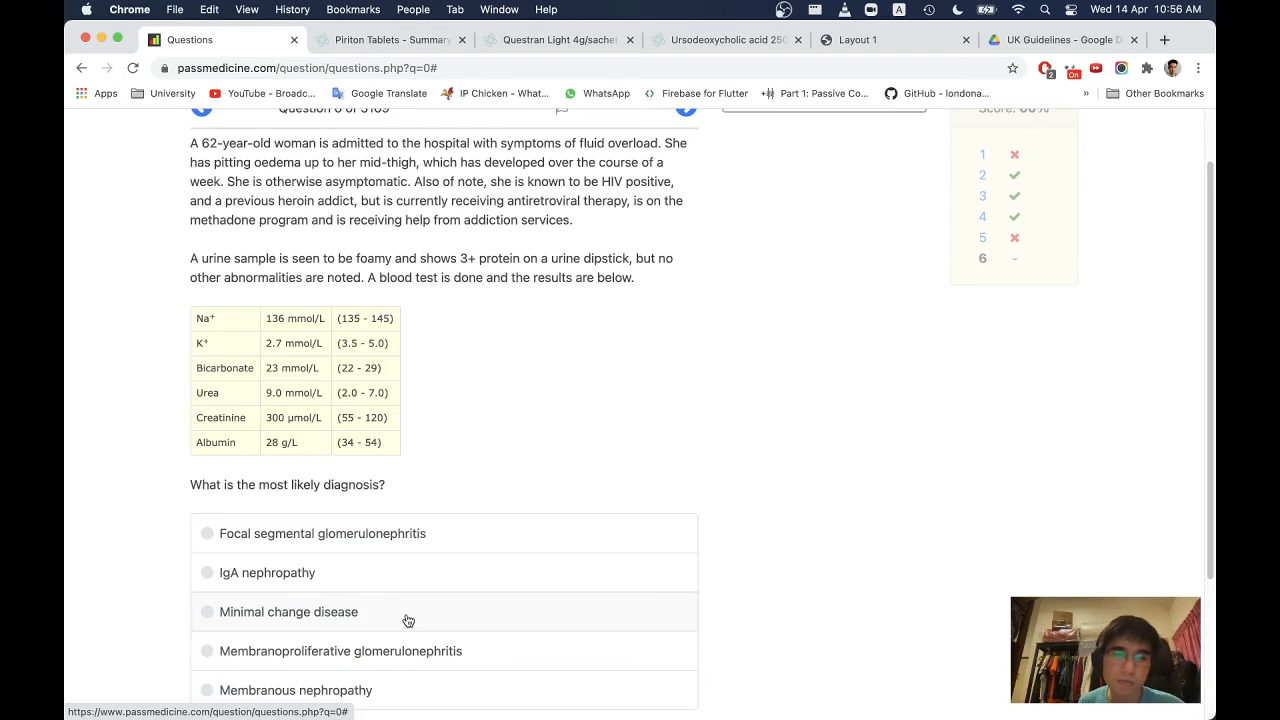 Chrome File Edit View History Bookmarks People Tab Window Help
A
Wed 14 Apr 10:56 AM
Questions
Piriton Tablets - Summary
Questran Light 4g/sachet
Ursodeoxycholic acid 250
UK Guidelines - Google D
passmedicine.com/question/questions.php?q=0#
2
On
Apps
University
YouTube - Broadc...
Google Translate
IP Chicken - What...
WhatsApp
Firebase for Flutter
Part 1: Passive Co...
GitHub - londona...
»
Other Bookmarks
A 62-year-old woman is admitted to the hospital with symptoms of fluid overload. She
has pitting oedema up to her mid-thigh, which has developed over the course of a
week. She is otherwise asymptomatic. Also of note, she is known to be HIV positive,
and a previous heroin addict, but is currently receiving antiretroviral therapy, is on the
methadone program and is receiving help from addiction services.
A urine sample is seen to be foamy and shows 3+ protein on a urine dipstick, but no
other abnormalities are noted. A blood test is done and the results are below.
Na⁺ 136 mmol/L (135 - 145)
K⁺ 2.7 mmol/L (3.5 - 5.0)
Bicarbonate 23 mmol/L (22 - 29)
Urea 9.0 mmol/L (2.0 - 7.0)
Creatinine 300 µmol/L (55 - 120)
Albumin 28 g/L (34 - 54)
What is the most likely diagnosis?
Focal segmental glomerulonephritis
IgA nephropathy
Minimal change disease
Membranoproliferative glomerulonephritis
Membranous nephropathy
1
2
3
4
5
6 -
https://www.passmedicine.com/question/questions.php?q=0#